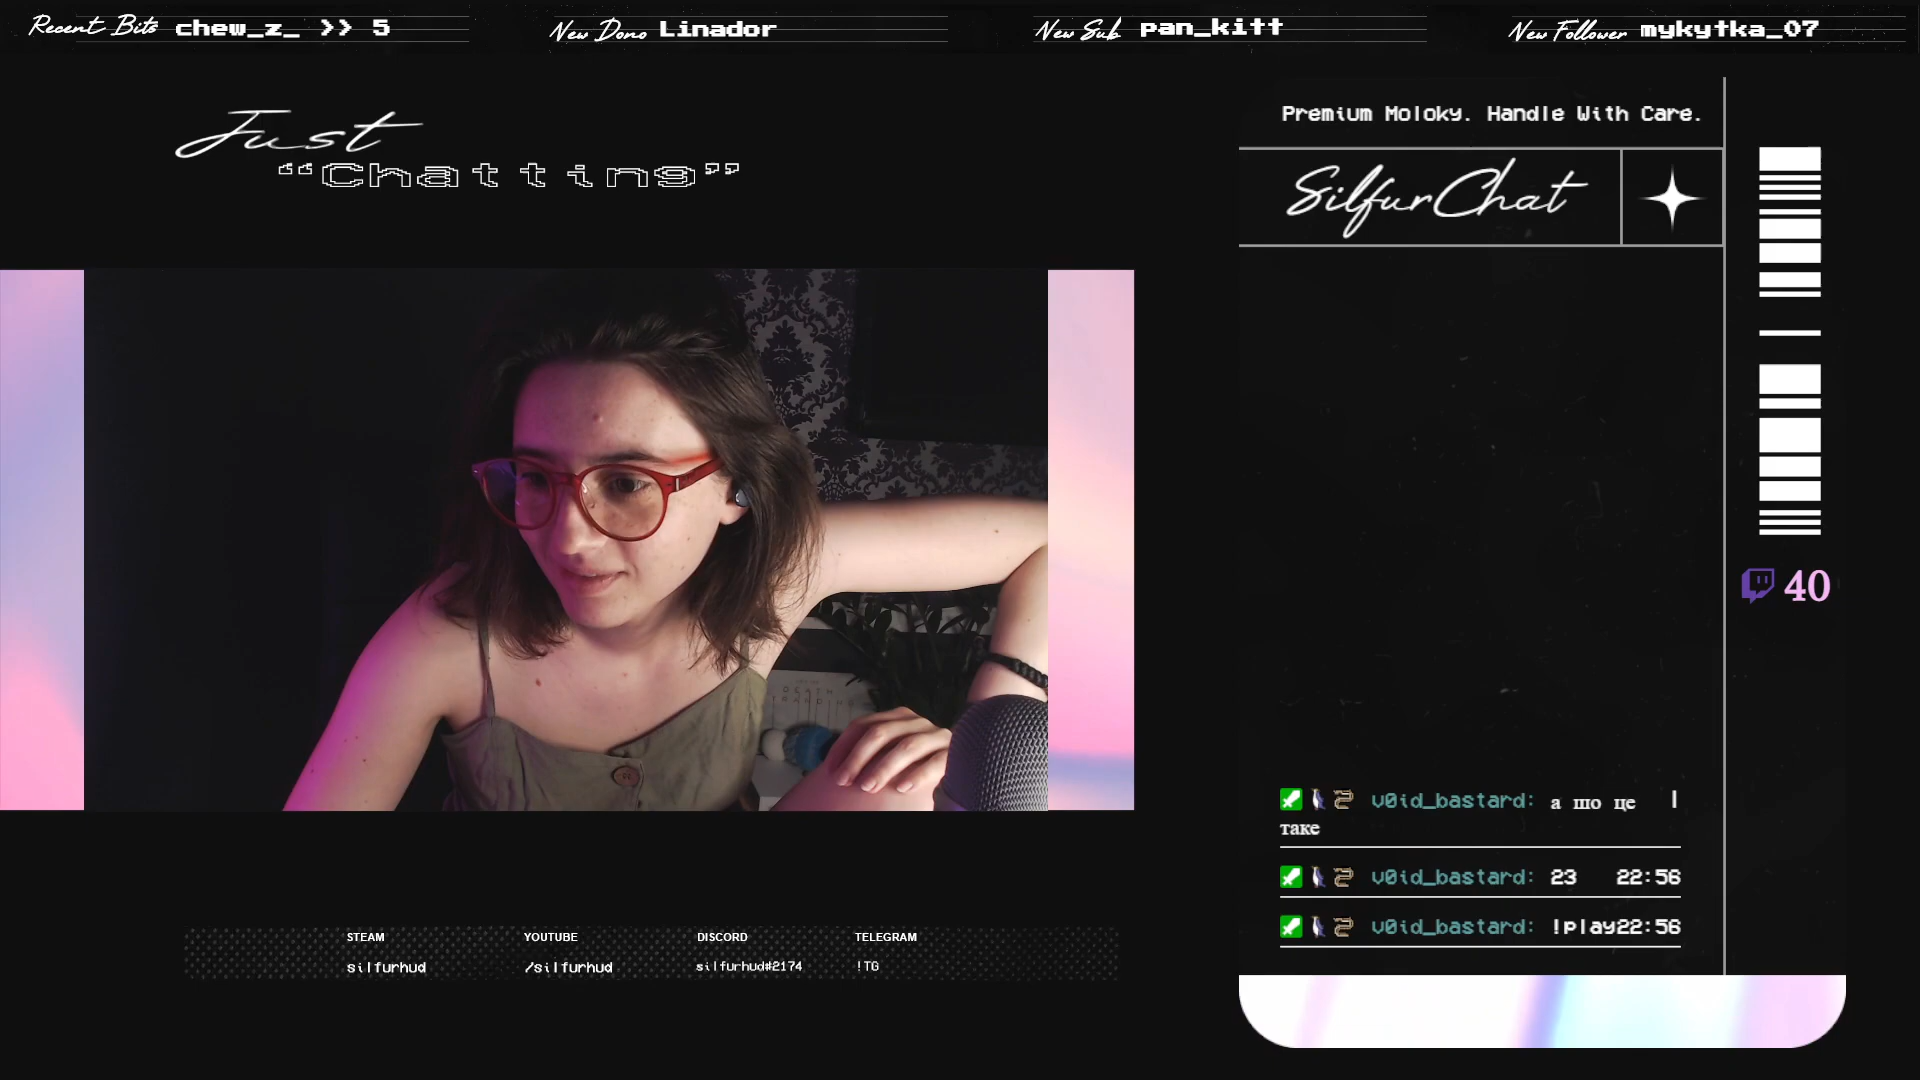 Recent Bits chew_z_ >> 5
New Dono Linador
New Sub pan_kitt
New Follower mykytka_07
Just
“Chatting”
Premium Moloky. Handle With Care.
SilfurChat
40
v0id_bastard: а шо це
таке
v0id_bastard: 23 22:56
v0id_bastard: !play22:56
STEAM YOUTUBE DISCORD TELEGRAM
silfurhud /silfurhud silfurhud#2174 !TG
DEATH